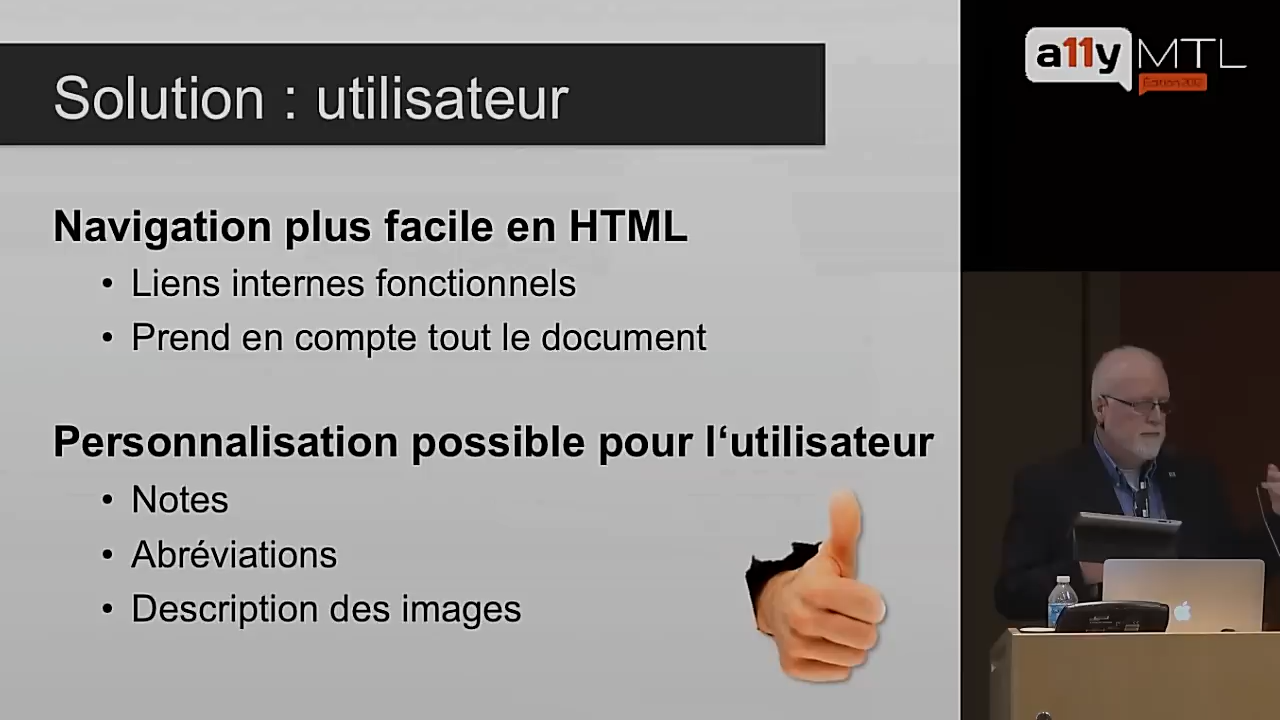 Solution : utilisateur
Navigation plus facile en HTML
• Liens internes fonctionnels
• Prend en compte tout le document
Personnalisation possible pour l‘utilisateur
• Notes
• Abréviations
• Description des images
a11y MTL